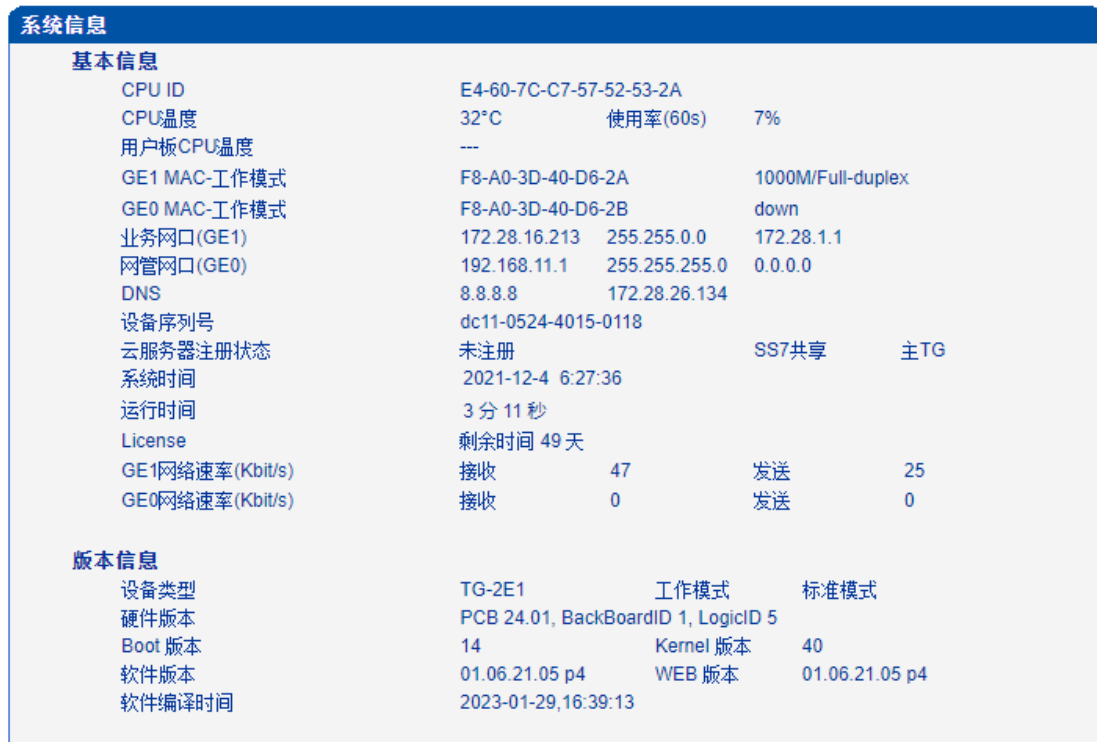 系统信息
基本信息
CPU ID E4-60-7C-C7-57-52-53-2A
CPU温度 32°C 使用率(60s) 7%
用户板CPU温度 ---
GE1 MAC-工作模式 F8-A0-3D-40-D6-2A 1000M/Full-duplex
GE0 MAC-工作模式 F8-A0-3D-40-D6-2B down
业务网口(GE1) 172.28.16.213 255.255.0.0 172.28.1.1
网管网口(GE0) 192.168.11.1 255.255.255.0 0.0.0.0
DNS 8.8.8.8 172.28.26.134
设备序列号 dc11-0524-4015-0118
云服务器注册状态 未注册 SS7共享 主TG
系统时间 2021-12-4 6:27:36
运行时间 3 分 11 秒
License 剩余时间 49 天
GE1网络速率(Kbit/s) 接收 47 发送 25
GE0网络速率(Kbit/s) 接收 0 发送 0
版本信息
设备类型 TG-2E1 工作模式 标准模式
硬件版本 PCB 24.01, BackBoardID 1, LogicID 5
Boot 版本 14 Kernel 版本 40
软件版本 01.06.21.05 p4 WEB 版本 01.06.21.05 p4
软件编译时间 2023-01-29,16:39:13